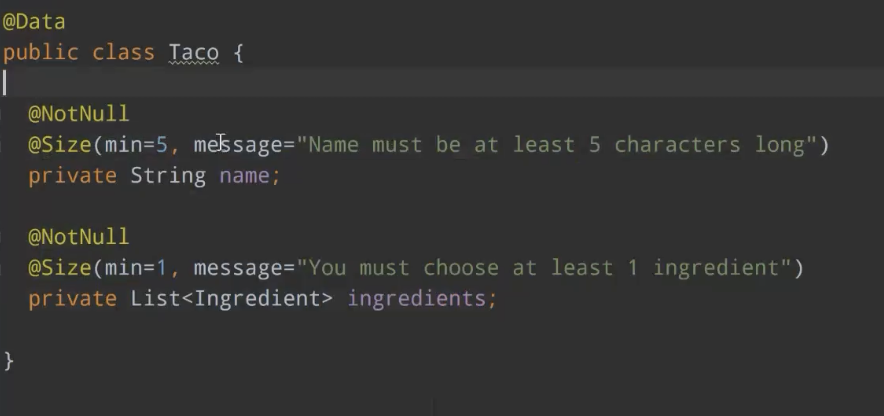 @Data
public class Taco {
@NotNull
@Size(min=5, message="Name must be at least 5 characters long")
private String name;
@NotNull
@Size(min=1, message="You must choose at least 1 ingredient")
private List<Ingredient> ingredients;
}